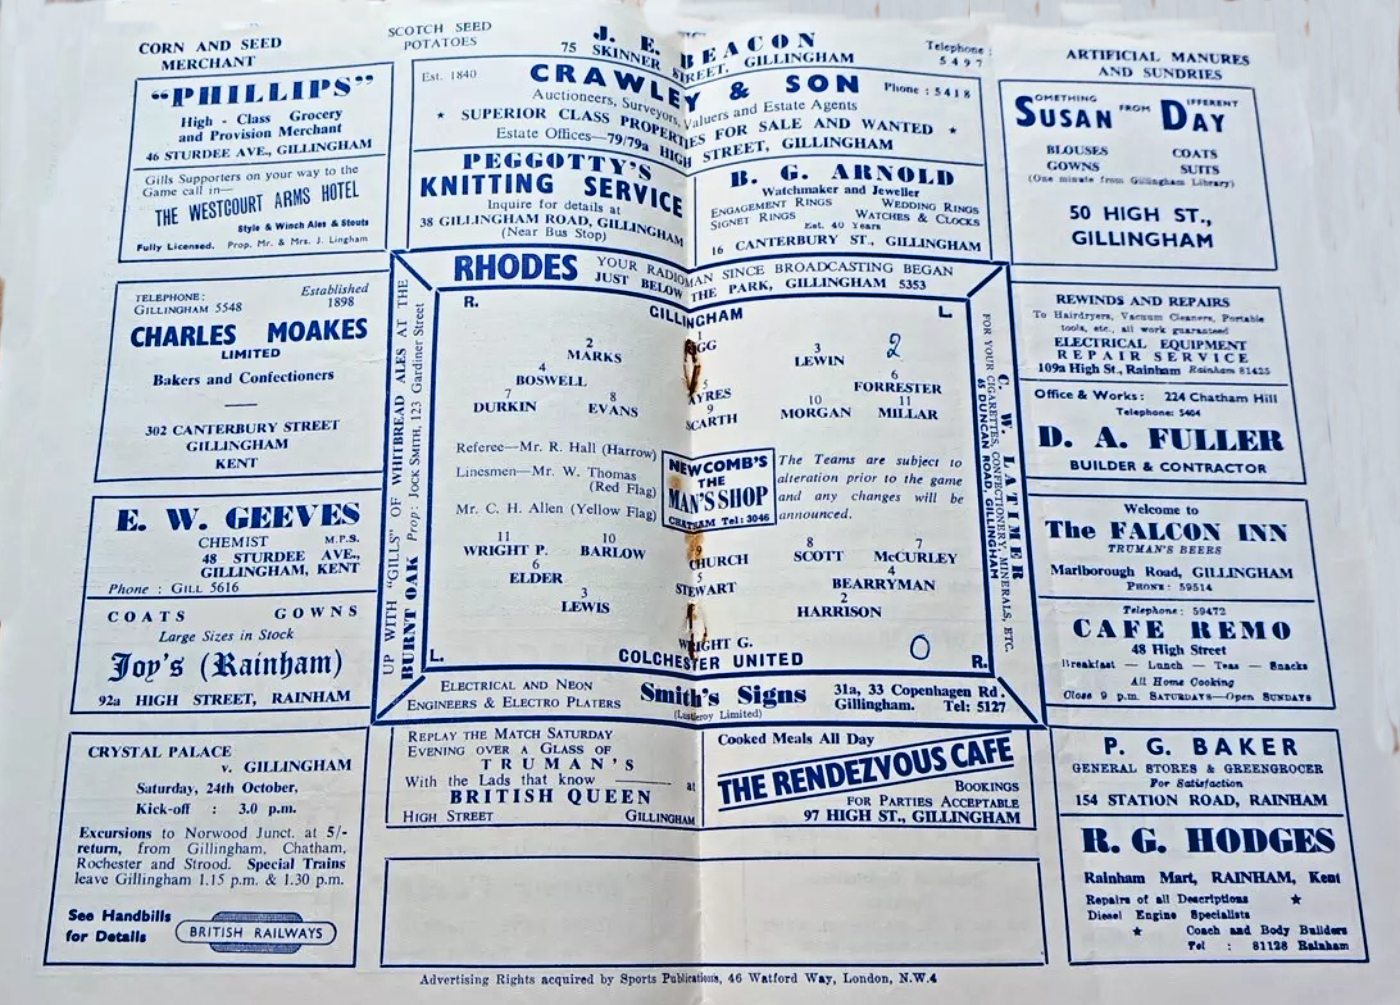 CORN AND SEED
MERCHANT
SCOTCH SEED
POTATOES
J. E. BEACON
75 SKINNER STREET, GILLINGHAM
Telephone :
5497
ARTIFICIAL MANURES
AND SUNDRIES
"PHILLIPS"
High - Class Grocery
and Provision Merchant
46 STURDEE AVE., GILLINGHAM
Gills Supporters on your way to the
Game call in—
THE WESTCOURT ARMS HOTEL
Style & Winch Ales & Stouts
Fully Licensed. Prop. Mr. & Mrs. J. Lingham
Est. 1840
CRAWLEY & SON
Phone : 5418
Auctioneers, Surveyors, Valuers and Estate Agents
★ SUPERIOR CLASS PROPERTIES FOR SALE AND WANTED ★
Estate Offices—79/79a HIGH STREET, GILLINGHAM
PEGGOTTY'S
KNITTING SERVICE
Inquire for details at
38 GILLINGHAM ROAD, GILLINGHAM
(Near Bus Stop)
B. G. ARNOLD
Watchmaker and Jeweller
ENGAGEMENT RINGS WEDDING RINGS
SIGNET RINGS WATCHES & CLOCKS
Est. 40 Years
16 CANTERBURY ST., GILLINGHAM
SOMETHING FROM DIFFERENT
SUSAN DAY
BLOUSES COATS
GOWNS SUITS
(One minute from Gillingham Library)
50 HIGH ST.,
GILLINGHAM
TELEPHONE :
GILLINGHAM 5548
Established
1898
CHARLES MOAKES
LIMITED
Bakers and Confectioners
302 CANTERBURY STREET
GILLINGHAM
KENT
E. W. GEEVES
CHEMIST M.P.S.
48 STURDEE AVE.,
GILLINGHAM, KENT
Phone : GILL 5616
COATS GOWNS
Large Sizes in Stock
Joy's (Rainham)
92a HIGH STREET, RAINHAM
RHODES
YOUR RADIOMAN SINCE BROADCASTING BEGAN
JUST BELOW THE PARK, GILLINGHAM 5353
UP WITH "GILLS" OF WHITBREAD ALES AT THE
BURNT OAK Prop: JOCK SMITH, 123 Gardiner Street
R.
GILLINGHAM
L.
1
2
MARKS
3
LEWIN
2
4
BOSWELL
5
AYRES
6
FORRESTER
7
DURKIN
8
EVANS
9
SCARTH
10
MORGAN
11
MILLAR
Referee—Mr. R. Hall (Harrow)
Linesmen—Mr. W. Thomas
(Red Flag)
Mr. C. H. Allen (Yellow Flag)
NEWCOMB'S
THE
MAN'S SHOP
CHATHAM Tel: 3046
The Teams are subject to
alteration prior to the game
and any changes will be
announced.
11
WRIGHT P.
10
BARLOW
9
CHURCH
8
SCOTT
7
McCURLEY
6
ELDER
5
STEWART
4
BEARRYMAN
3
LEWIS
2
HARRISON
WRIGHT G.
0
L.
COLCHESTER UNITED
R.
C. W. LATIMER
FOR YOUR CIGARETTES, CONFECTIONERY, MINERALS, ETC.
45 DUNCAN ROAD, GILLINGHAM
ELECTRICAL AND NEON
ENGINEERS & ELECTRO PLATERS
Smith's Signs
(Lustleroy Limited)
31a, 33 Copenhagen Rd.
Gillingham. Tel: 5127
REWINDS AND REPAIRS
To Hairdryers, Vacuum Cleaners, Portable
tools, etc., all work guaranteed
ELECTRICAL EQUIPMENT
REPAIR SERVICE
109a High St., Rainham Rainham 81425
Office & Works : 224 Chatham Hill
Telephone: 5404
D. A. FULLER
BUILDER & CONTRACTOR
Welcome to
The FALCON INN
TRUMAN'S BEERS
Marlborough Road, GILLINGHAM
PHONE: 59514
Telephone : 59472
CAFE REMO
48 High Street
Breakfast — Lunch — Teas — Snacks
All Home Cooking
Close 9 p.m. SATURDAYS—Open SUNDAYS
CRYSTAL PALACE
v. GILLINGHAM
Saturday, 24th October,
Kick-off : 3.0 p.m.
Excursions to Norwood Junct. at 5/-
return, from Gillingham, Chatham,
Rochester and Strood. Special Trains
leave Gillingham 1.15 p.m. & 1.30 p.m.
See Handbills
for Details
BRITISH RAILWAYS
REPLAY THE MATCH SATURDAY
EVENING OVER A GLASS OF
TRUMAN'S
With the Lads that know ——— at
BRITISH QUEEN
HIGH STREET GILLINGHAM
Cooked Meals All Day
THE RENDEZVOUS CAFE
BOOKINGS
FOR PARTIES ACCEPTABLE
97 HIGH ST., GILLINGHAM
P. G. BAKER
GENERAL STORES & GREENGROCER
For Satisfaction
154 STATION ROAD, RAINHAM
R. G. HODGES
Rainham Mart, RAINHAM, Kent
Repairs of all Descriptions ★
Diesel Engine Specialists
★ Coach and Body Builders
Tel : 81128 Rainham
Advertising Rights acquired by Sports Publications, 46 Watford Way, London, N.W.4